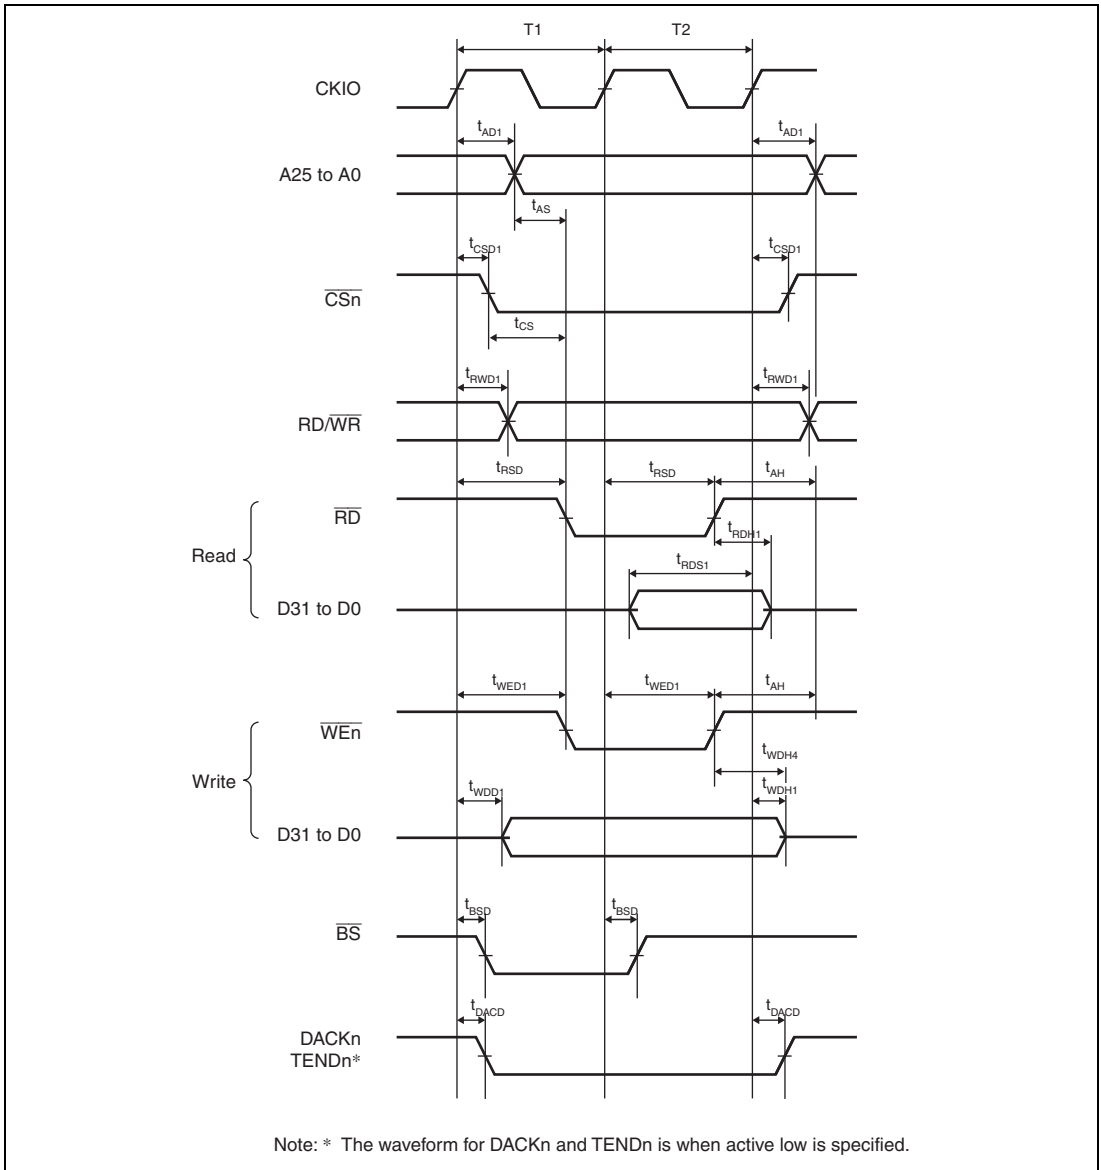 T1 T2
CKIO
tAD1 tAD1
A25 to A0
tAS
tCSD1 tCSD1
CSn
tCS
tRWD1 tRWD1
RD/WR
tRSD tRSD tAH
RD
tRDH1
Read
tRDS1
D31 to D0
tWED1 tWED1 tAH
WEn
tWDH4
Write
tWDD1 tWDH1
D31 to D0
tBSD tBSD
BS
tDACD tDACD
DACKn
TENDn*
Note: * The waveform for DACKn and TENDn is when active low is specified.